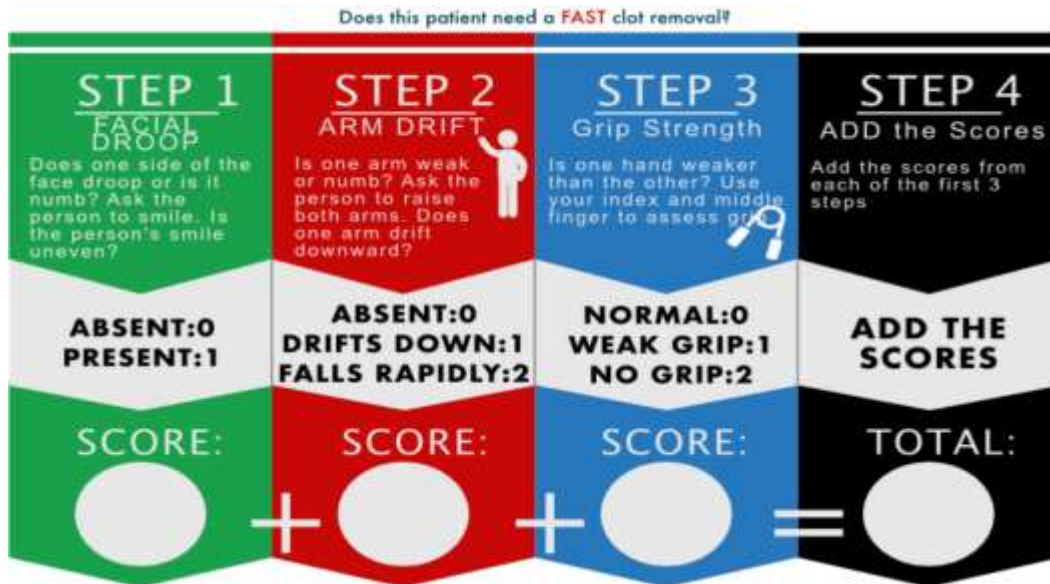 Does this patient need a FAST clot removal?
STEP 1
FACIAL
DROOP
Does one side of the
face droop or is it
numb? Ask the
person to smile. Is
the person's smile
uneven?
ABSENT:0
PRESENT:1
SCORE:
STEP 2
ARM DRIFT
Is one arm weak
or numb? Ask the
person to raise
both arms. Does
one arm drift
downward?
ABSENT:0
DRIFTS DOWN:1
FALLS RAPIDLY:2
SCORE:
STEP 3
Grip Strength
Is one hand weaker
than the other? Use
your index and middle
finger to assess grip
NORMAL:0
WEAK GRIP:1
NO GRIP:2
SCORE:
STEP 4
ADD the Scores
Add the scores from
each of the first 3
steps
ADD THE
SCORES
TOTAL:
+ + =